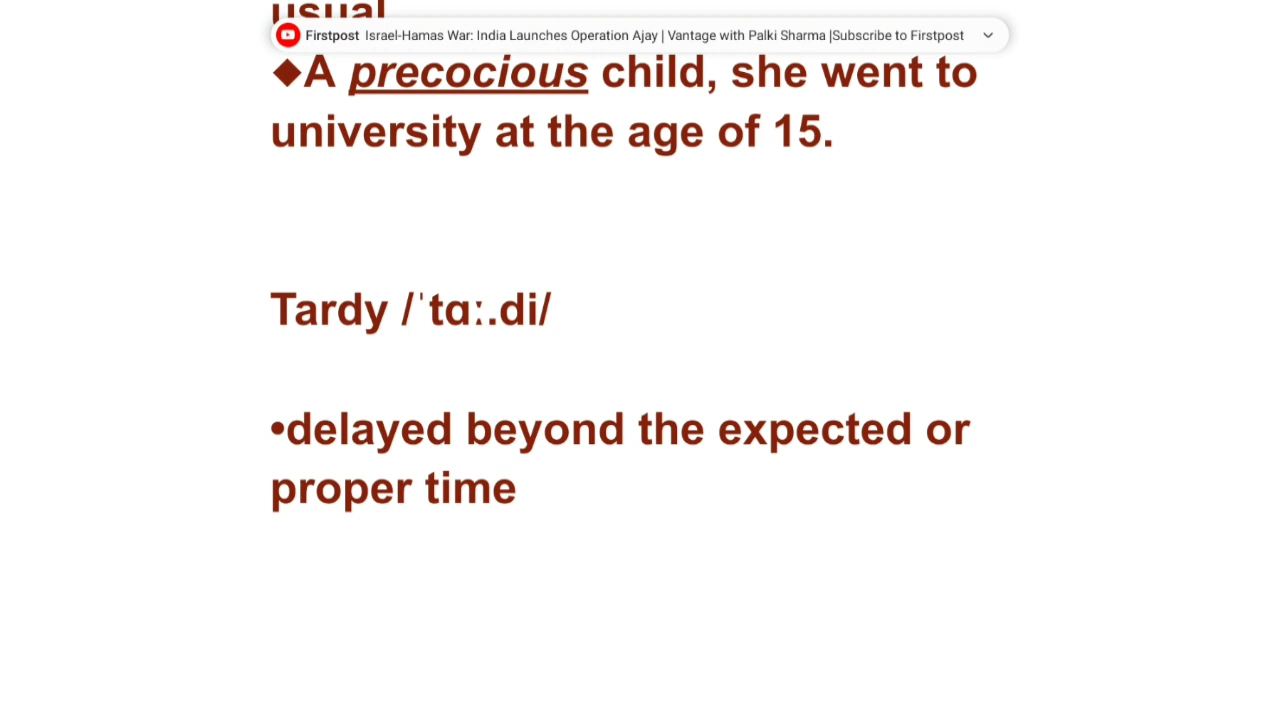 usual
Firstpost Israel-Hamas War: India Launches Operation Ajay | Vantage with Palki Sharma |Subscribe to Firstpost
◆A precocious child, she went to
university at the age of 15.
Tardy /ˈtɑː.di/
•delayed beyond the expected or
proper time